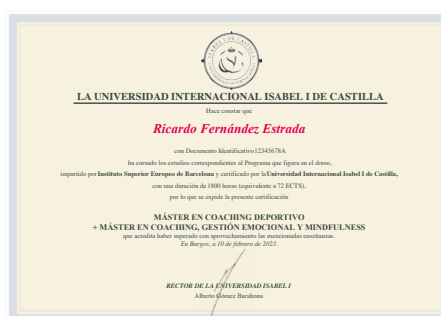 ISABEL I DE CASTILLA
LA UNIVERSIDAD INTERNACIONAL ISABEL I DE CASTILLA
Hace constar que
Ricardo Fernández Estrada
con Documento Identificativo12345678A
ha cursado los estudios correspondientes al Programa que figura en el dorso,
impartido por Instituto Superior Europeo de Barcelona y certificado por la Universidad Internacional Isabel I de Castilla,
con una duración de 1800 horas (equivalente a 72 ECTS),
por lo que se expide la presente certificación
MÁSTER EN COACHING DEPORTIVO
+ MÁSTER EN COACHING, GESTIÓN EMOCIONAL Y MINDFULNESS
que acredita haber superado con aprovechamiento las mencionadas enseñanzas.
En Burgos, a 10 de febrero de 2023.
RECTOR DE LA UNIVERSIDAD ISABEL I
Alberto Gómez Barahona